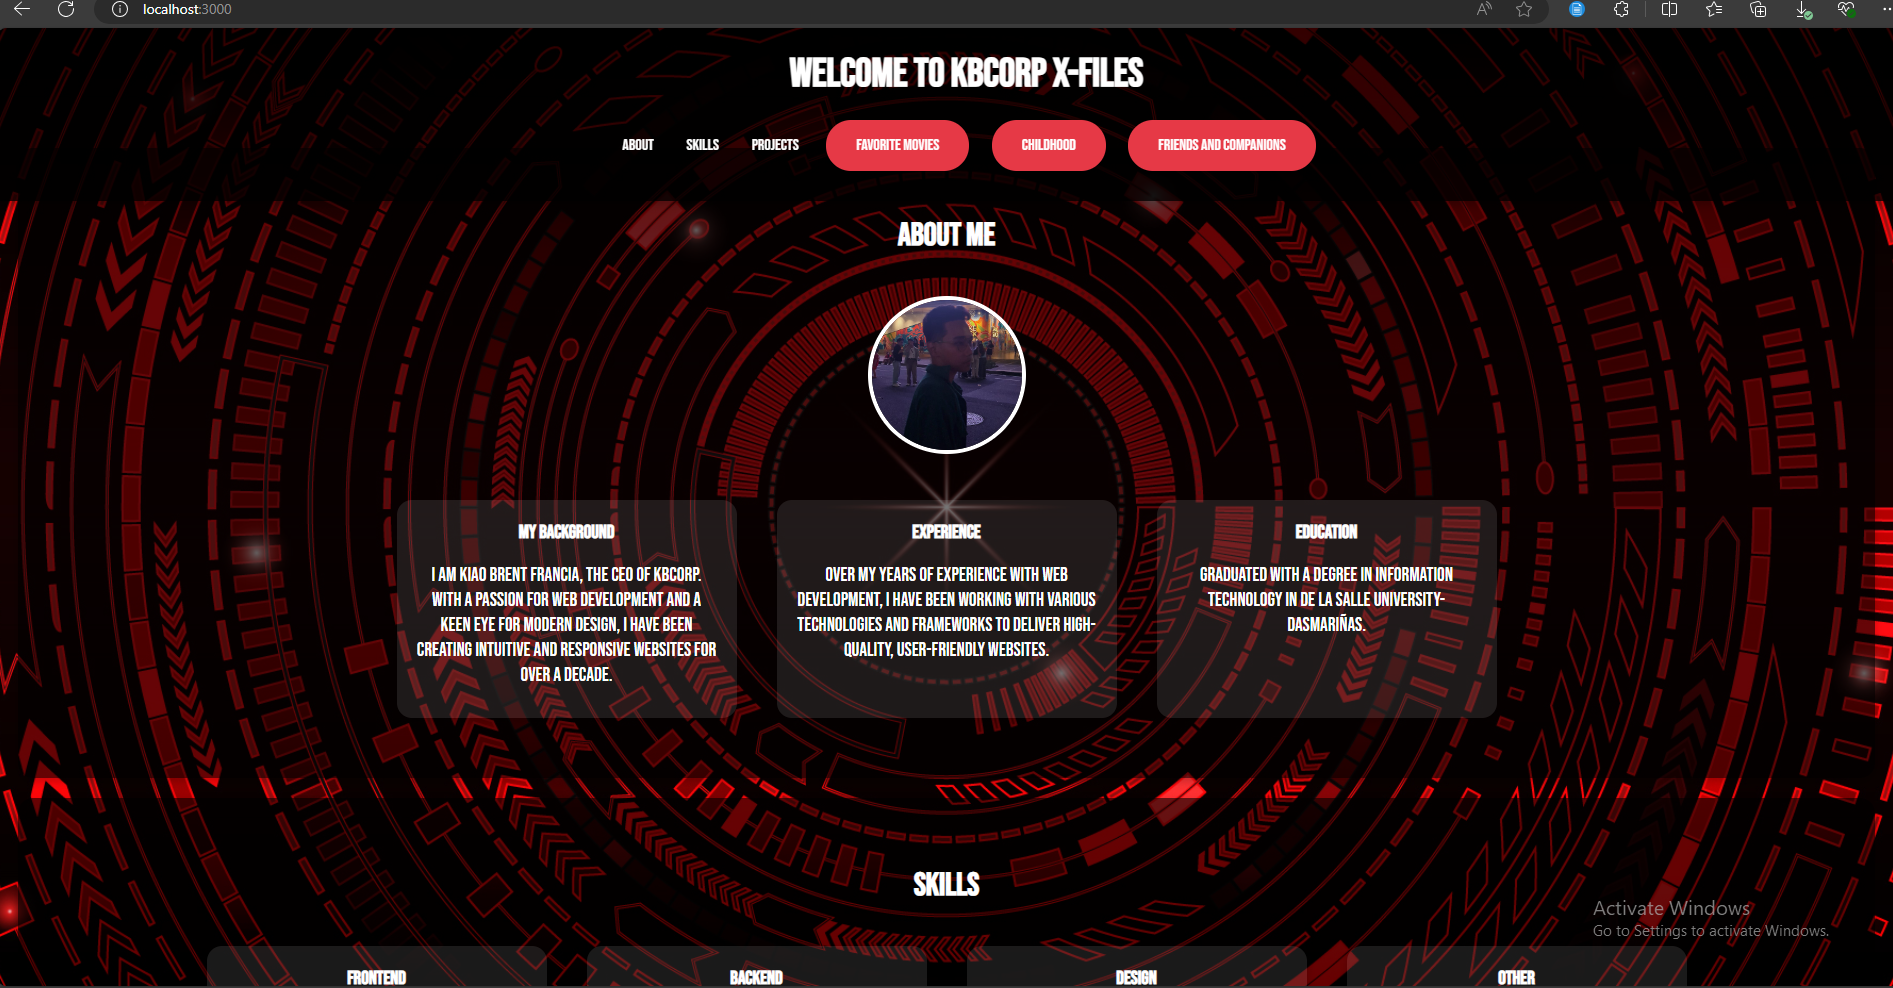 localhost:3000
WELCOME TO KBCORP X-FILES
ABOUT SKILLS PROJECTS FAVORITE MOVIES CHILDHOOD FRIENDS AND COMPANIONS
ABOUT ME
MY BACKGROUND
I AM KIAO BRENT FRANCIA, THE CEO OF KBCORP.
WITH A PASSION FOR WEB DEVELOPMENT AND A
KEEN EYE FOR MODERN DESIGN, I HAVE BEEN
CREATING INTUITIVE AND RESPONSIVE WEBSITES FOR
OVER A DECADE.
EXPERIENCE
OVER MY YEARS OF EXPERIENCE WITH WEB
DEVELOPMENT, I HAVE BEEN WORKING WITH VARIOUS
TECHNOLOGIES AND FRAMEWORKS TO DELIVER HIGH-
QUALITY, USER-FRIENDLY WEBSITES.
EDUCATION
GRADUATED WITH A DEGREE IN INFORMATION
TECHNOLOGY IN DE LA SALLE UNIVERSITY-
DASMARIÑAS.
SKILLS
FRONTEND
BACKEND
DESIGN
OTHER
Activate Windows
Go to Settings to activate Windows.